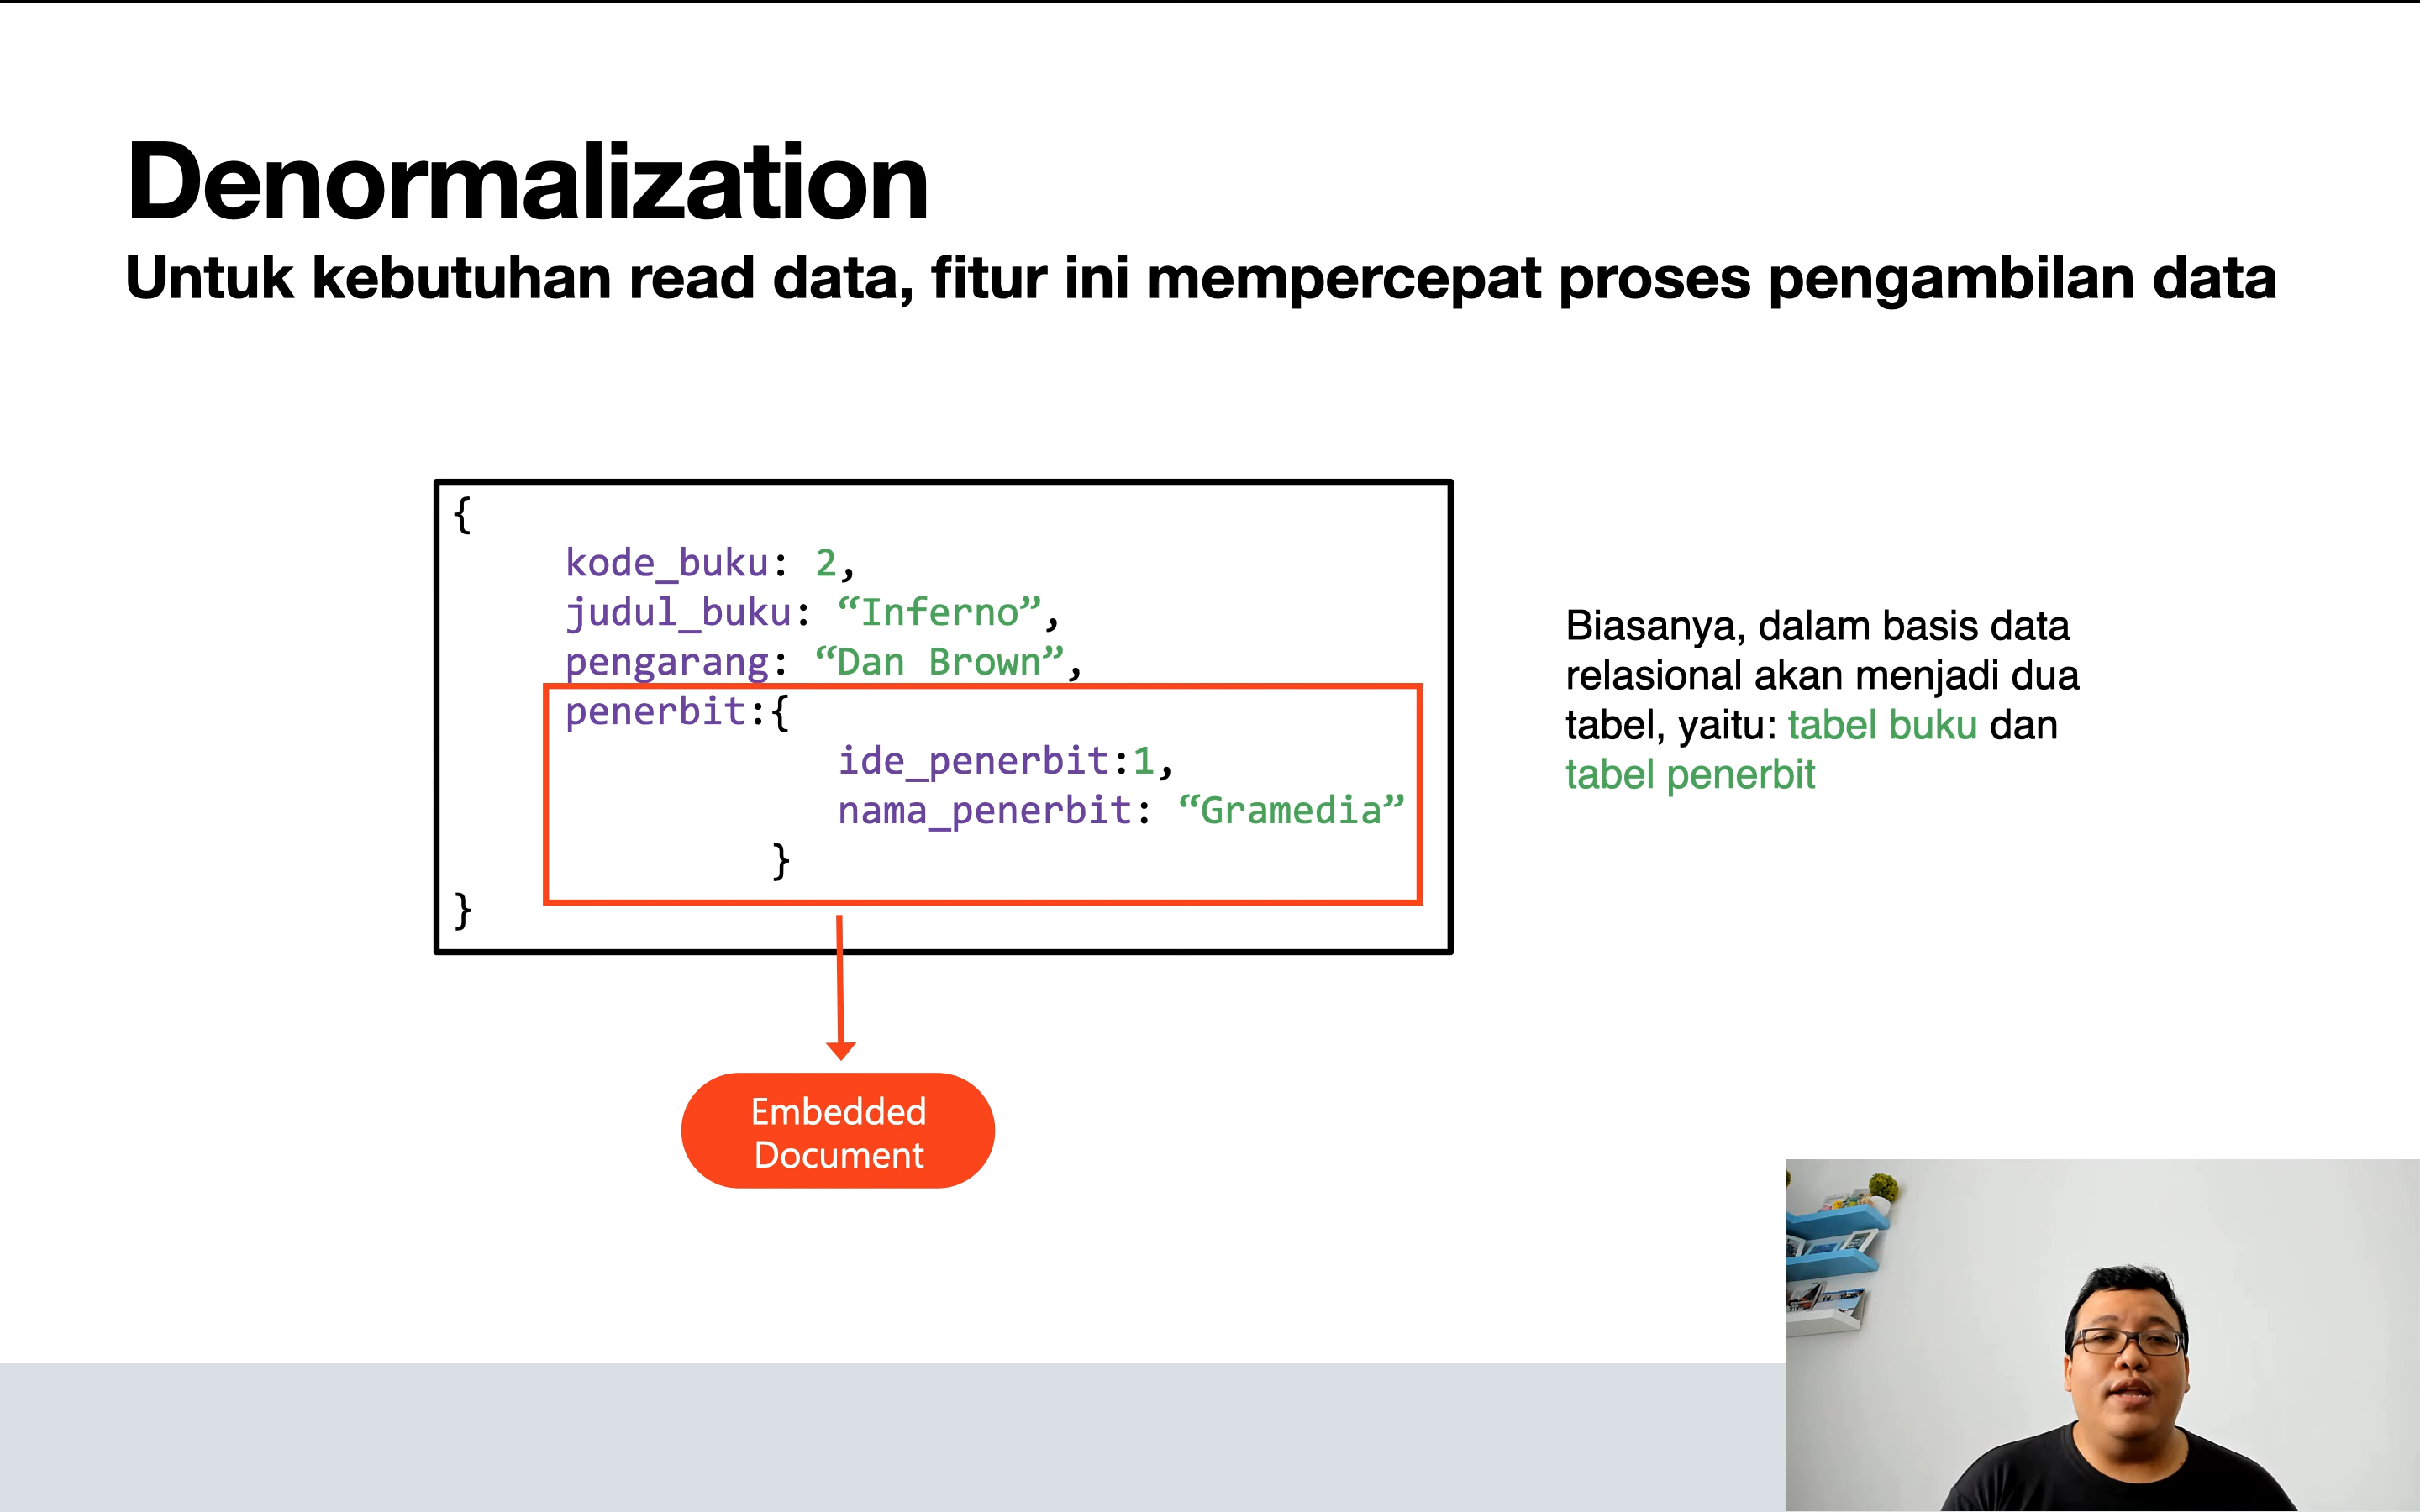 Denormalization
Untuk kebutuhan read data, fitur ini mempercepat proses pengambilan data
{
kode_buku: 2,
judul_buku: “Inferno”,
pengarang: “Dan Brown”,
penerbit:{
ide_penerbit:1,
nama_penerbit: “Gramedia”
}
}
Embedded
Document
Biasanya, dalam basis data
relasional akan menjadi dua
tabel, yaitu: tabel buku dan
tabel penerbit